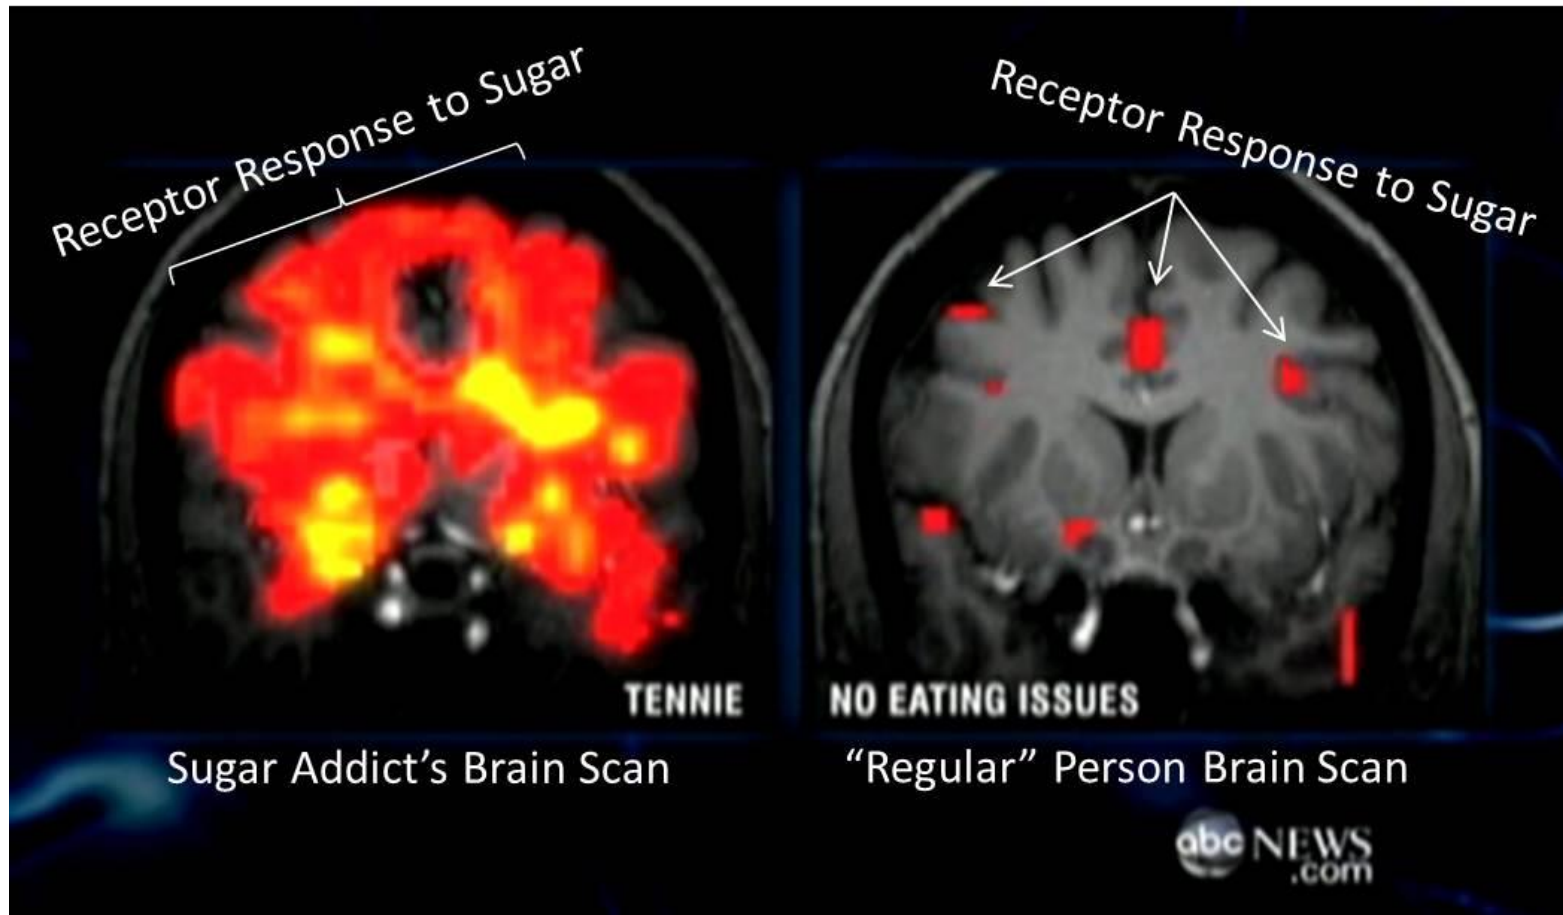 Receptor Response to Sugar
Receptor Response to Sugar
TENNIE
NO EATING ISSUES
Sugar Addict’s Brain Scan
“Regular” Person Brain Scan
abc NEWS
.com